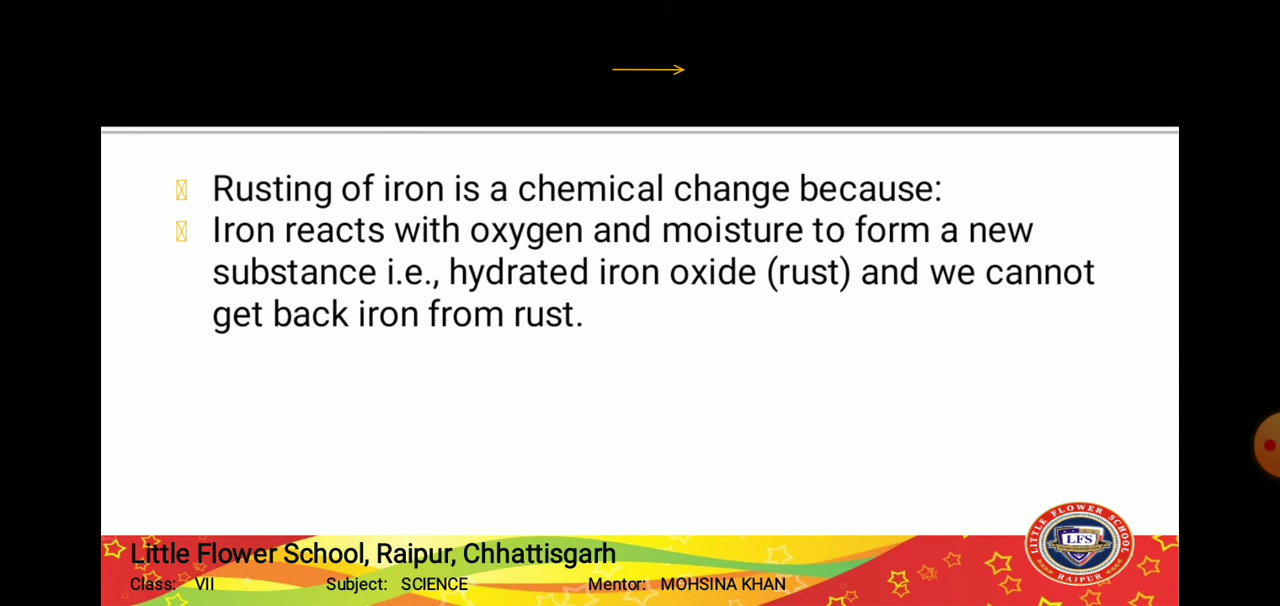 Rusting of iron is a chemical change because:
Iron reacts with oxygen and moisture to form a new
substance i.e., hydrated iron oxide (rust) and we cannot
get back iron from rust.
Little Flower School, Raipur, Chhattisgarh
Class: VII Subject: SCIENCE Mentor: MOHSINA KHAN
LITTLE FLOWER SCHOOL
LFS
RAIPUR